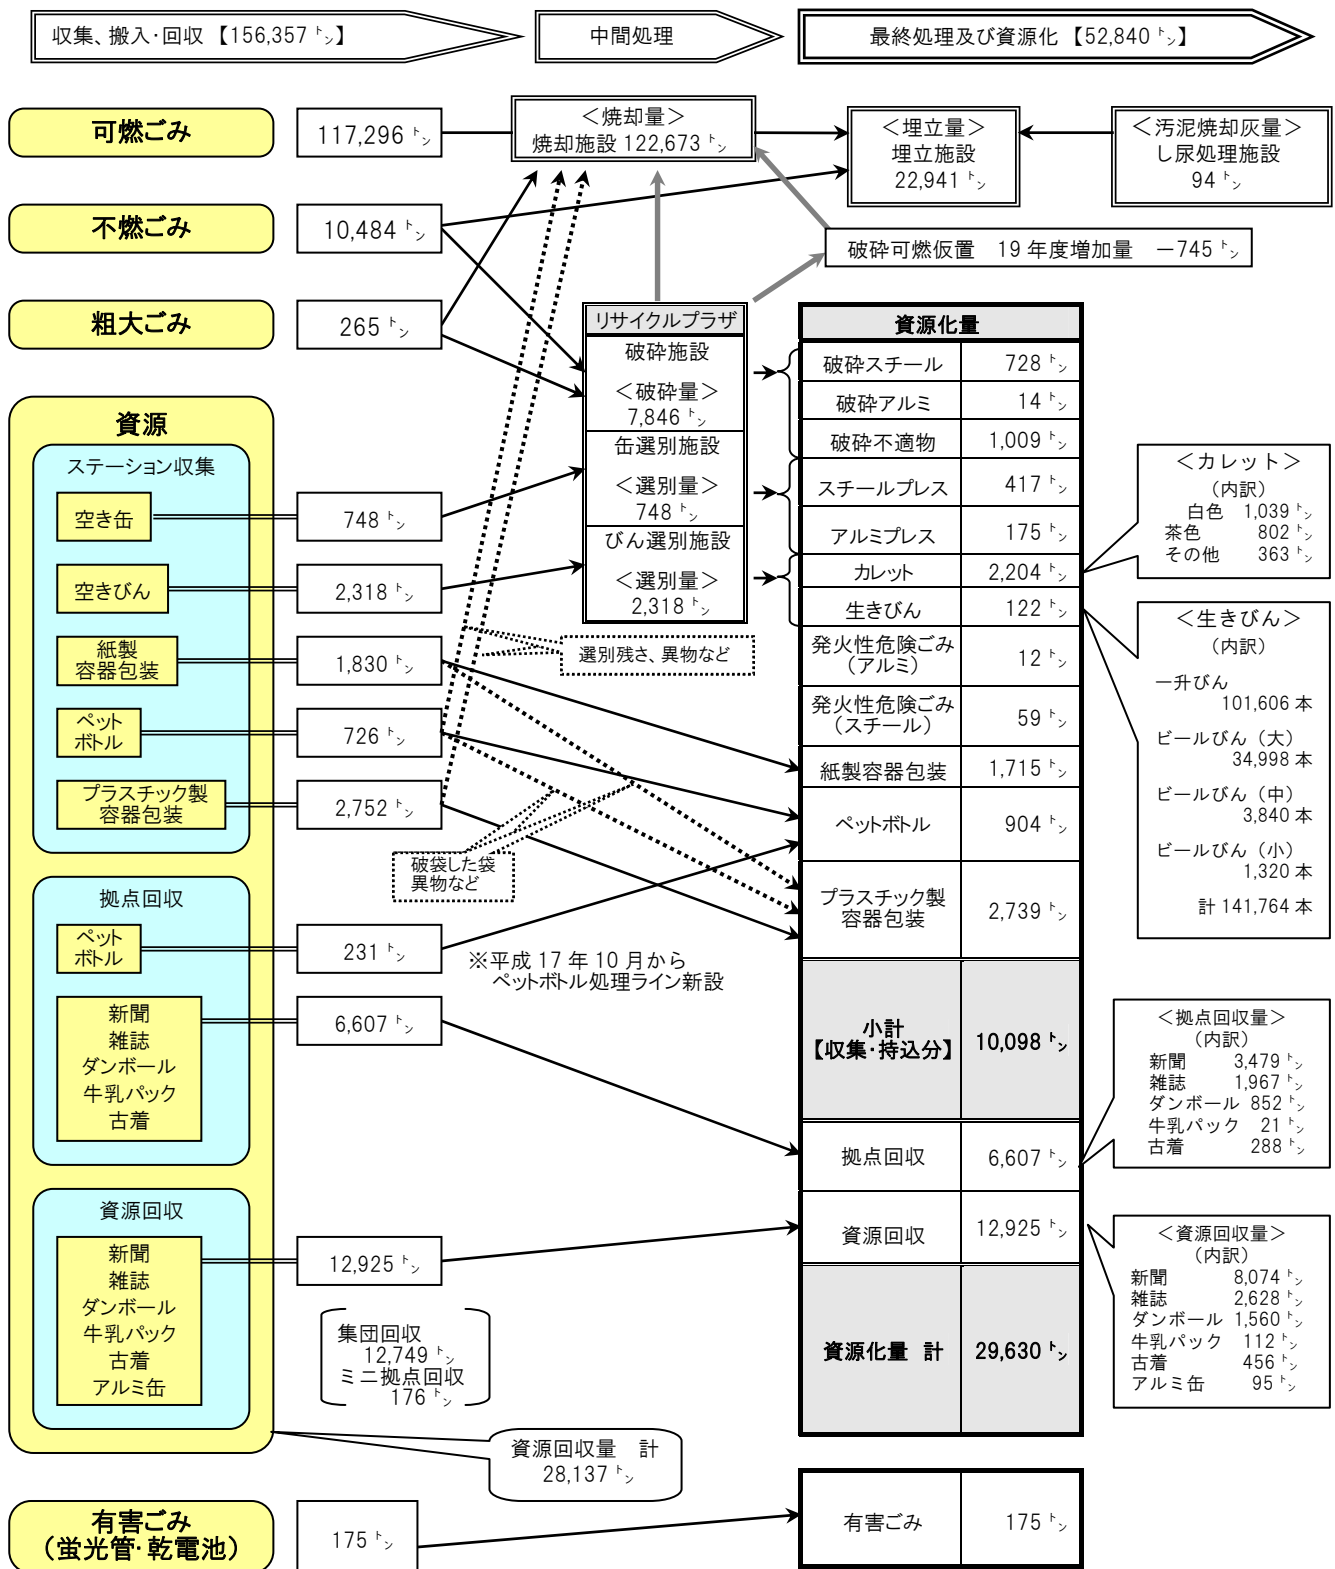 収集、搬入・回収 【156,357 ㌧】
中間処理
最終処理及び資源化 【52,840 ㌧】
可燃ごみ
117,296 ㌧
＜焼却量＞
焼却施設 122,673 ㌧
＜埋立量＞
埋立施設
22,941 ㌧
＜汚泥焼却灰量＞
し尿処理施設
94 ㌧
不燃ごみ
10,484 ㌧
破砕可燃仮置　19 年度増加量　－745 ㌧
粗大ごみ
265 ㌧
リサイクルプラザ
破砕施設
＜破砕量＞
7,846 ㌧
缶選別施設
＜選別量＞
748 ㌧
びん選別施設
＜選別量＞
2,318 ㌧
資源化量
破砕スチール 728 ㌧
破砕アルミ 14 ㌧
破砕不適物 1,009 ㌧
スチールプレス 417 ㌧
アルミプレス 175 ㌧
カレット 2,204 ㌧
生きびん 122 ㌧
発火性危険ごみ
（アルミ） 12 ㌧
発火性危険ごみ
（スチール） 59 ㌧
紙製容器包装 1,715 ㌧
ペットボトル 904 ㌧
プラスチック製
容器包装 2,739 ㌧
小計
【収集・持込分】 10,098 ㌧
拠点回収 6,607 ㌧
資源回収 12,925 ㌧
資源化量　計 29,630 ㌧
有害ごみ 175 ㌧
＜カレット＞
（内訳）
白色 1,039 ㌧
茶色 802 ㌧
その他 363 ㌧
＜生きびん＞
（内訳）
一升びん
101,606 本
ビールびん（大）
34,998 本
ビールびん（中）
3,840 本
ビールびん（小）
1,320 本
計 141,764 本
＜拠点回収量＞
（内訳）
新聞 3,479 ㌧
雑誌 1,967 ㌧
ダンボール 852 ㌧
牛乳パック 21 ㌧
古着 288 ㌧
＜資源回収量＞
（内訳）
新聞 8,074 ㌧
雑誌 2,628 ㌧
ダンボール 1,560 ㌧
牛乳パック 112 ㌧
古着 456 ㌧
アルミ缶 95 ㌧
資源
ステーション収集
空き缶
748 ㌧
空きびん
2,318 ㌧
紙製
容器包装
1,830 ㌧
ペット
ボトル
726 ㌧
プラスチック製
容器包装
2,752 ㌧
選別残さ、異物など
破袋した袋
異物など
拠点回収
ペット
ボトル
231 ㌧
※平成 17 年 10 月から
ペットボトル処理ライン新設
新聞
雑誌
ダンボール
牛乳パック
古着
6,607 ㌧
資源回収
新聞
雑誌
ダンボール
牛乳パック
古着
アルミ缶
12,925 ㌧
集団回収
12,749 ㌧
ミニ拠点回収
176 ㌧
資源回収量　計
28,137 ㌧
有害ごみ
（蛍光管・乾電池）
175 ㌧